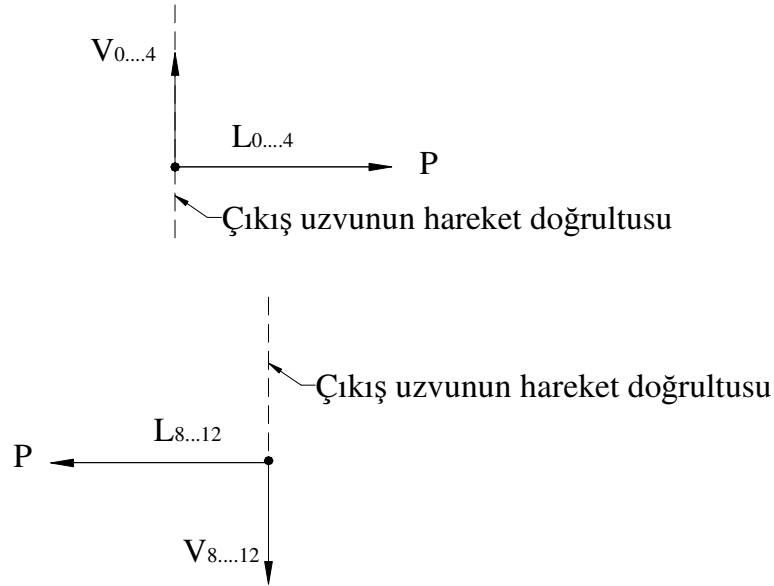 V0....4
L0....4
P
Çıkış uzvunun hareket doğrultusu
Çıkış uzvunun hareket doğrultusu
L8...12
P
V8....12